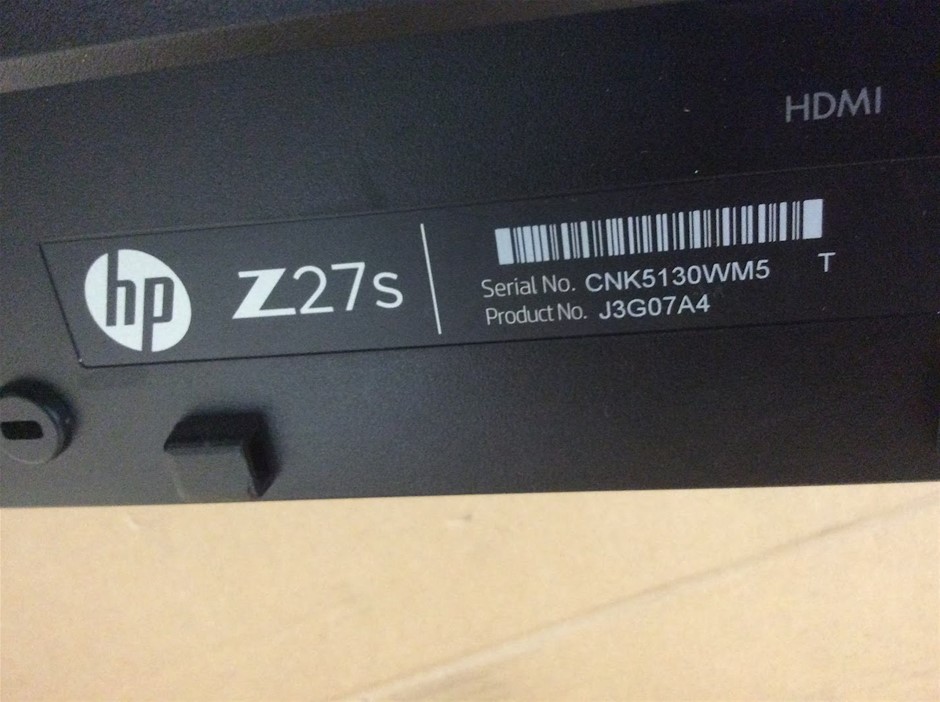 HDMI
hp Z27s
Serial No. CNK5130WM5 T
Product No. J3G07A4